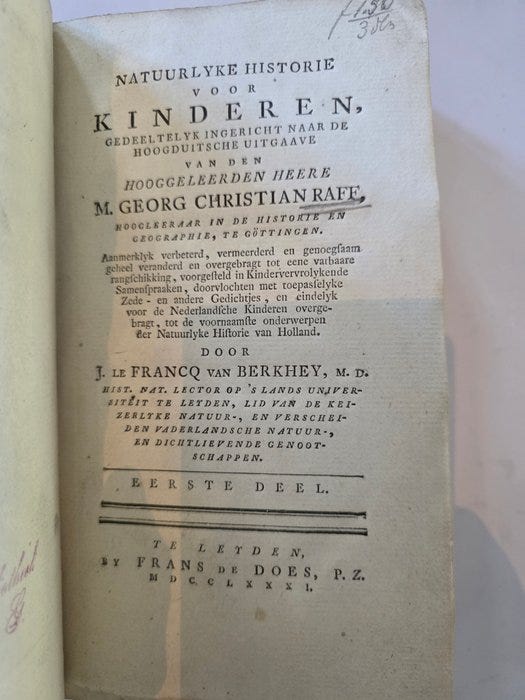 f 1.50
3 dln
NATUURLYKE HISTORIE
VOOR
KINDEREN,
GEDEELTELYK INGERICHT NAAR DE
HOOGDUITSCHE UITGAAVE
VAN DEN
HOOGGELEERDEN HEERE
M. GEORG CHRISTIAN RAFF,
HOOGLEERAAR IN DE HISTORIE EN
GEOGRAPHIE, TE GÖTTINGEN.
Aanmerklyk verbeterd, vermeerderd en genoegſaam
geheel veranderd en overgebragt tot eene vatbaare
rangſchikking, voorgeſteld in Kindervervrolykende
Samenſpraaken, doorvlochten met toepaſſelyke
Zede- en andere Gedichtjes, en eindelyk
voor de Nederlandſche Kinderen overge-
bragt, tot de voornaamſte onderwerpen
der Natuurlyke Hiſtorie van Holland.
DOOR
J. LE FRANCQ VAN BERKHEY, M. D.
HIST. NAT. LECTOR OP 'S LANDS UNIVER-
SITEIT TE LEYDEN, LID VAN DE KEI-
ZERLYKE NATUUR-, EN VERSCHEI-
DEN VADERLANDSCHE NATUUR-,
EN DICHTLIEVENDE GENOOT-
SCHAPPEN.
EERSTE DEEL.
TE LEYDEN,
BY FRANS DE DOES, P. Z.
MDCCLXXXI.